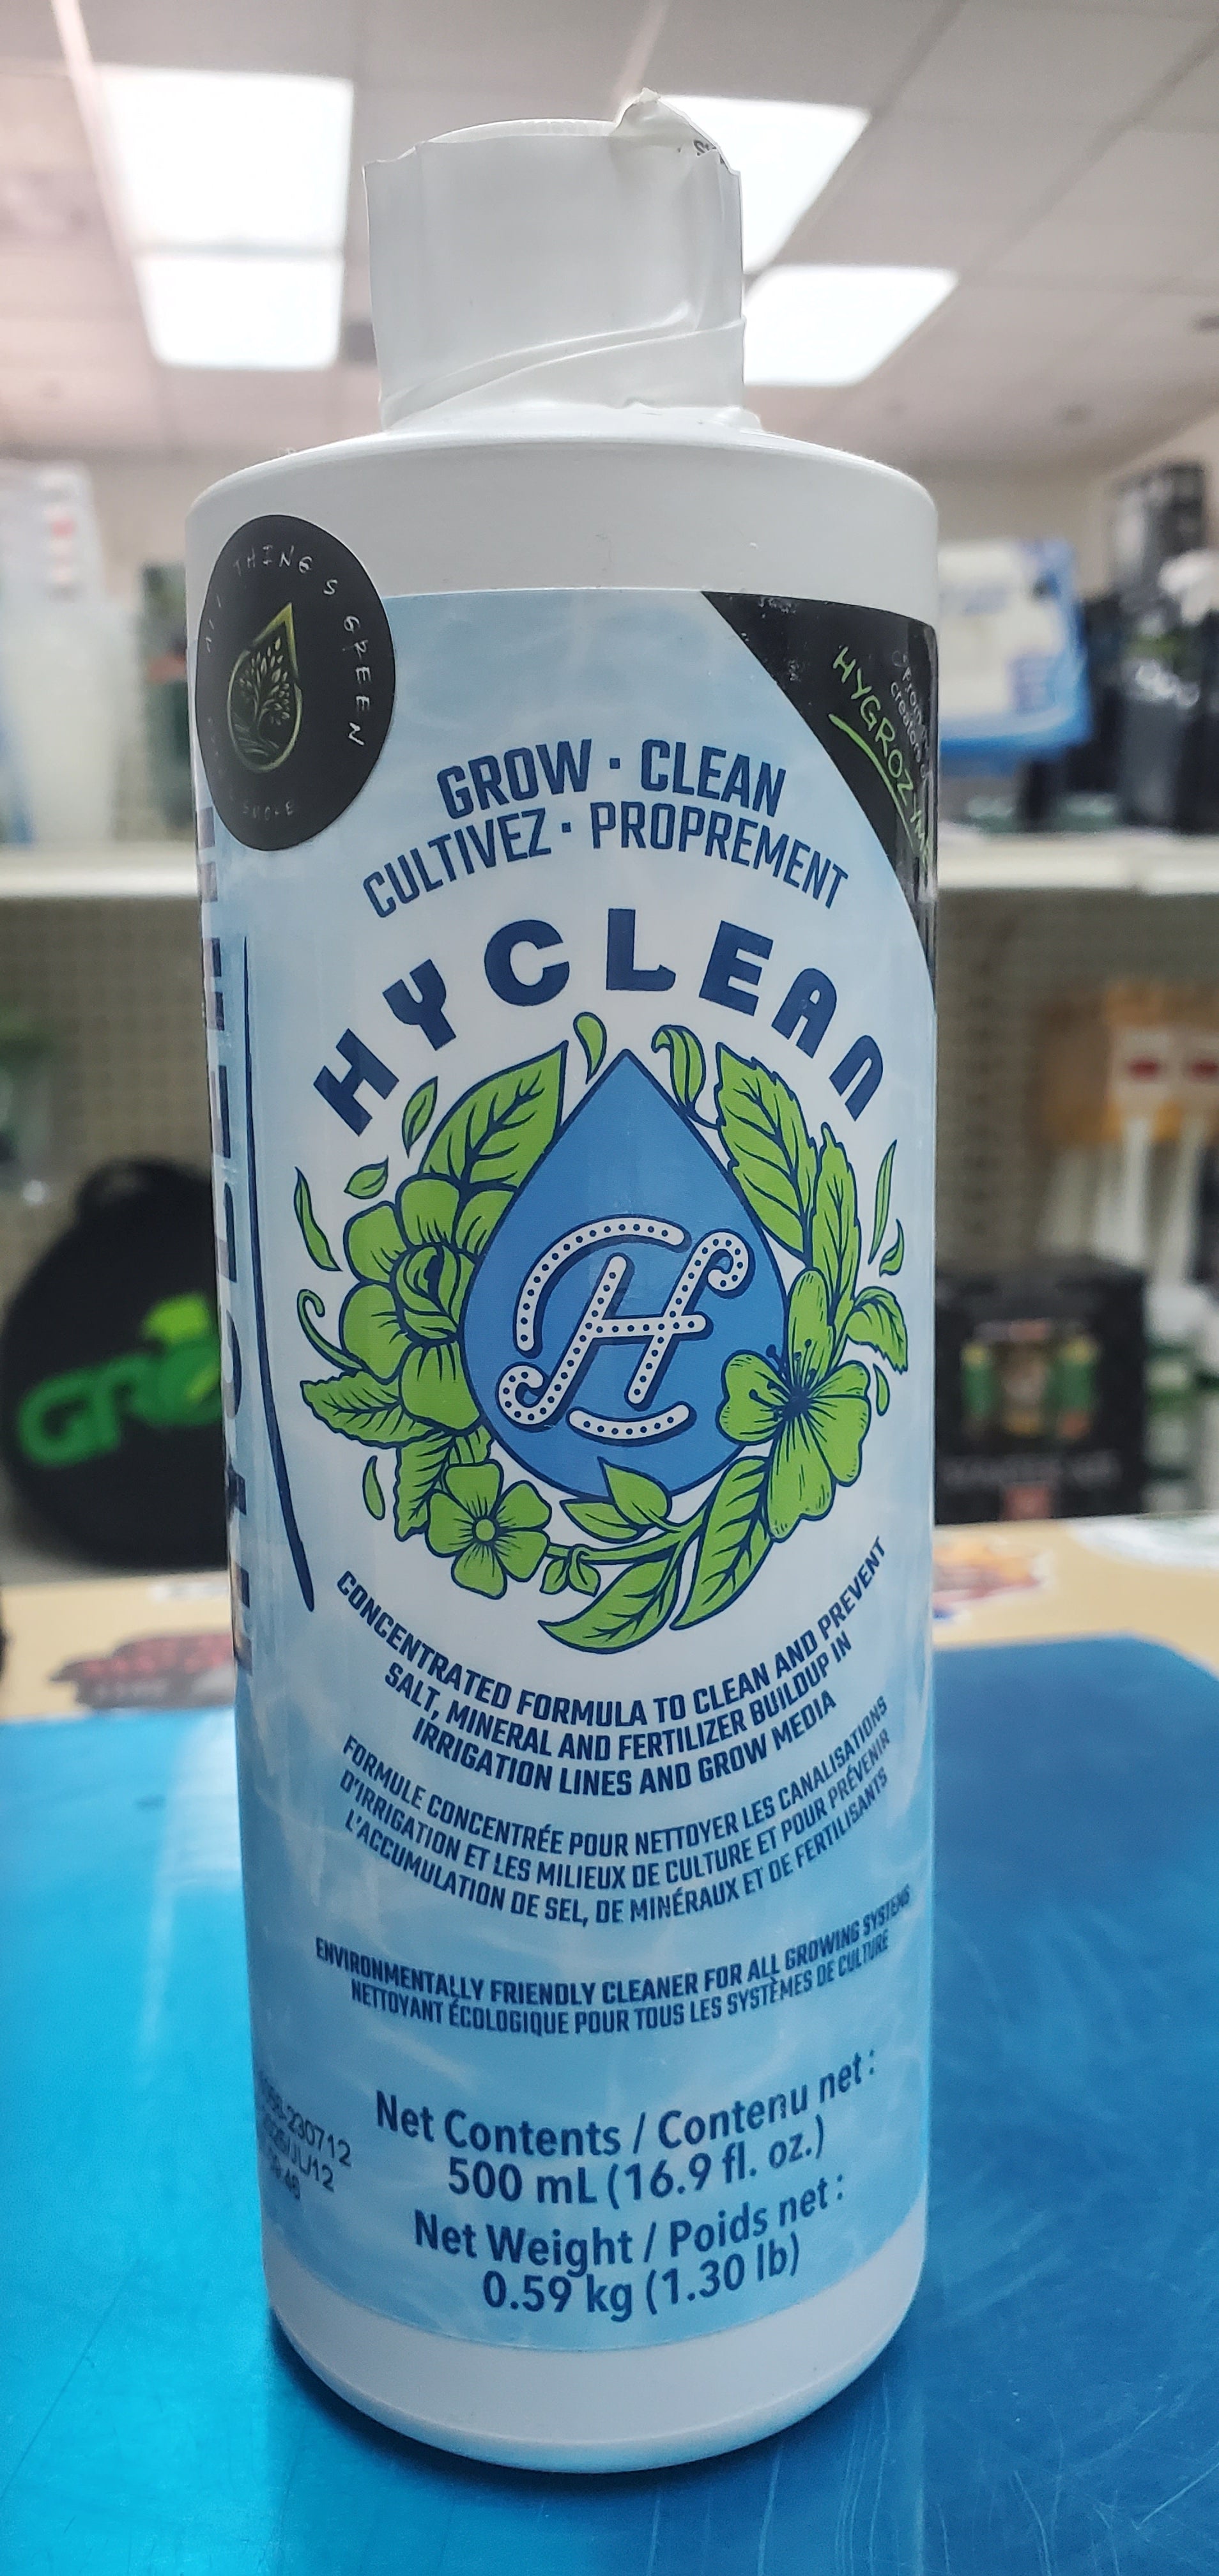 THINGS GREEN
From the
creators of
HYGROZYME
GROW · CLEAN
CULTIVEZ · PROPREMENT
HYCLEAN
H
CONCENTRATED FORMULA TO CLEAN AND PREVENT
SALT, MINERAL AND FERTILIZER BUILDUP IN
IRRIGATION LINES AND GROW MEDIA
FORMULE CONCENTRÉE POUR NETTOYER LES CANALISATIONS
D'IRRIGATION ET LES MILIEUX DE CULTURE ET POUR PRÉVENIR
L'ACCUMULATION DE SEL, DE MINÉRAUX ET DE FERTILISANTS
ENVIRONMENTALLY FRIENDLY CLEANER FOR ALL GROWING SYSTEMS
NETTOYANT ÉCOLOGIQUE POUR TOUS LES SYSTÈMES DE CULTURE
Net Contents / Contenu net :
500 mL (16.9 fl. oz.)
Net Weight / Poids net :
0.59 kg (1.30 lb)